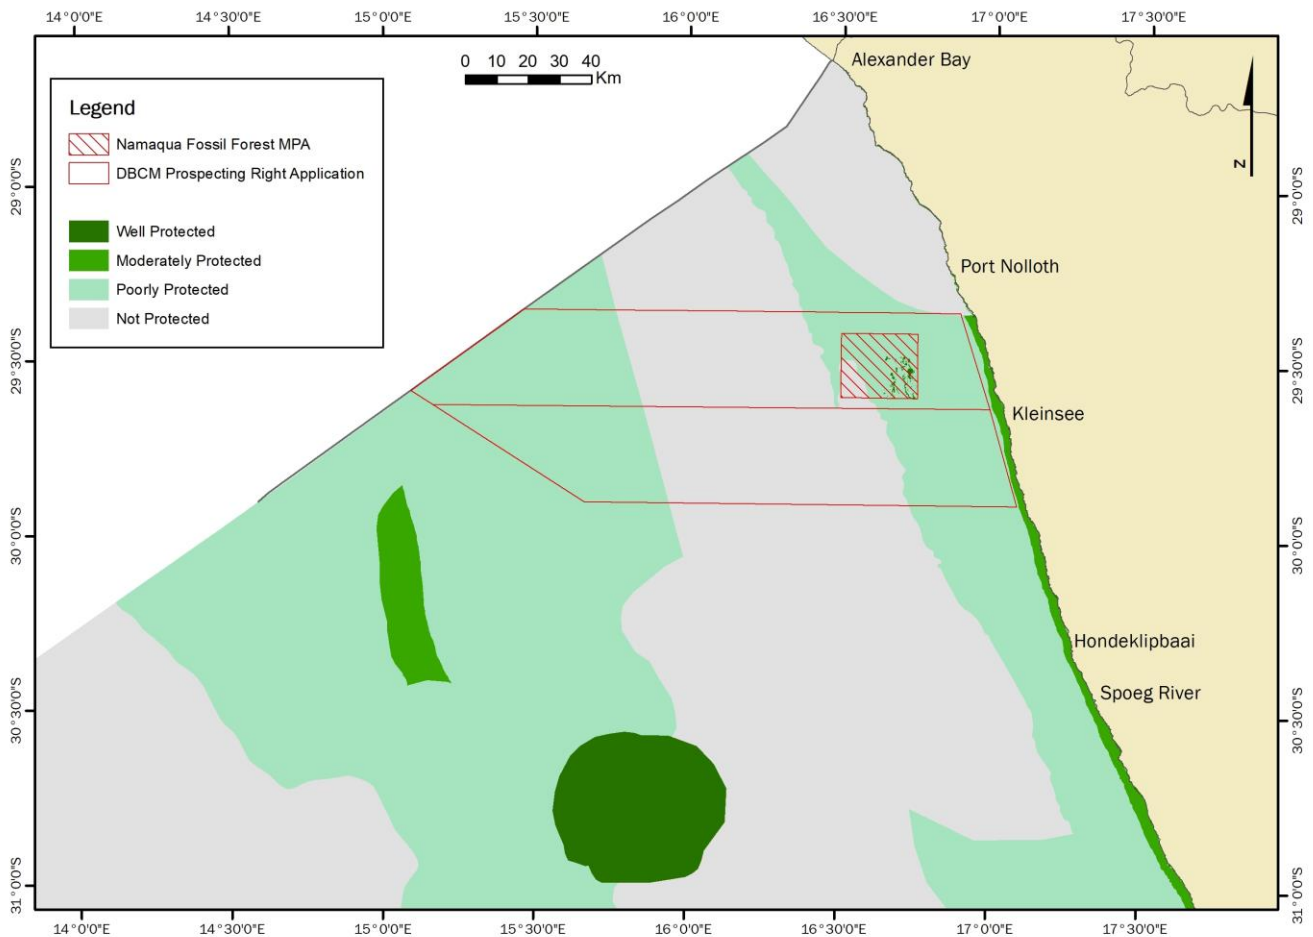 14°0'0"E 14°30'0"E 15°0'0"E 15°30'0"E 16°0'0"E 16°30'0"E 17°0'0"E 17°30'0"E
0 10 20 30 40
Km
Alexander Bay
Legend
Namaqua Fossil Forest MPA
DBCM Prospecting Right Application
Well Protected
Moderately Protected
Poorly Protected
Not Protected
N
29°0'0"S
29°0'0"S
Port Nolloth
29°30'0"S
29°30'0"S
Kleinsee
30°0'0"S
30°0'0"S
Hondeklipbaai
Spoeg River
30°30'0"S
30°30'0"S
31°0'0"S
31°0'0"S
14°0'0"E 14°30'0"E 15°0'0"E 15°30'0"E 16°0'0"E 16°30'0"E 17°0'0"E 17°30'0"E